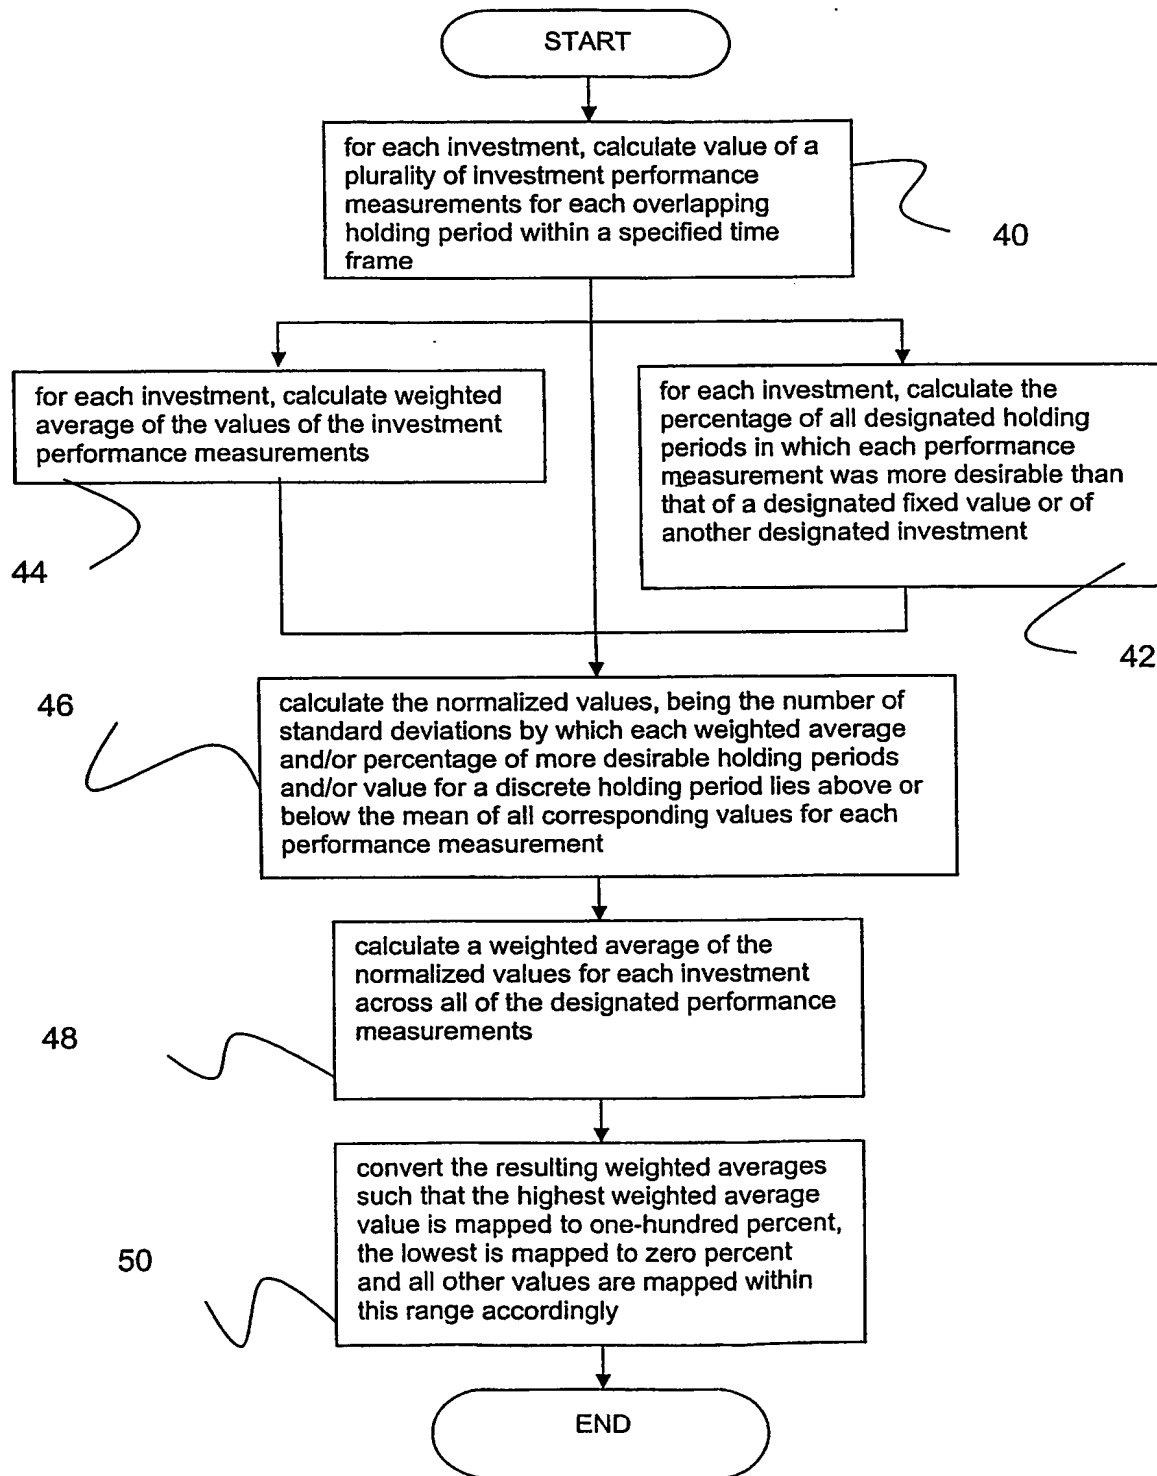 START
for each investment, calculate value of a
plurality of investment performance
measurements for each overlapping
holding period within a specified time
frame
40
for each investment, calculate weighted
average of the values of the investment
performance measurements
44
for each investment, calculate the
percentage of all designated holding
periods in which each performance
measurement was more desirable than
that of a designated fixed value or of
another designated investment
42
46
calculate the normalized values, being the number of
standard deviations by which each weighted average
and/or percentage of more desirable holding periods
and/or value for a discrete holding period lies above or
below the mean of all corresponding values for each
performance measurement
calculate a weighted average of the
normalized values for each investment
across all of the designated performance
measurements
48
convert the resulting weighted averages
such that the highest weighted average
value is mapped to one-hundred percent,
the lowest is mapped to zero percent
and all other values are mapped within
this range accordingly
50
END